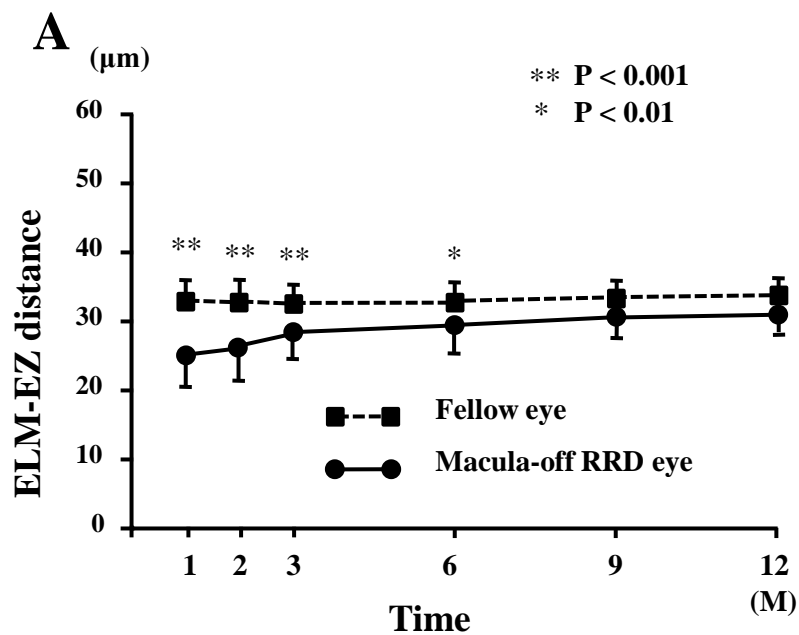 A
(μm)
** P < 0.001
* P < 0.01
60
50
40
30
20
10
0
ELM-EZ distance
** ** ** *
Fellow eye
Macula-off RRD eye
1 2 3 6 9 12
(M)
Time